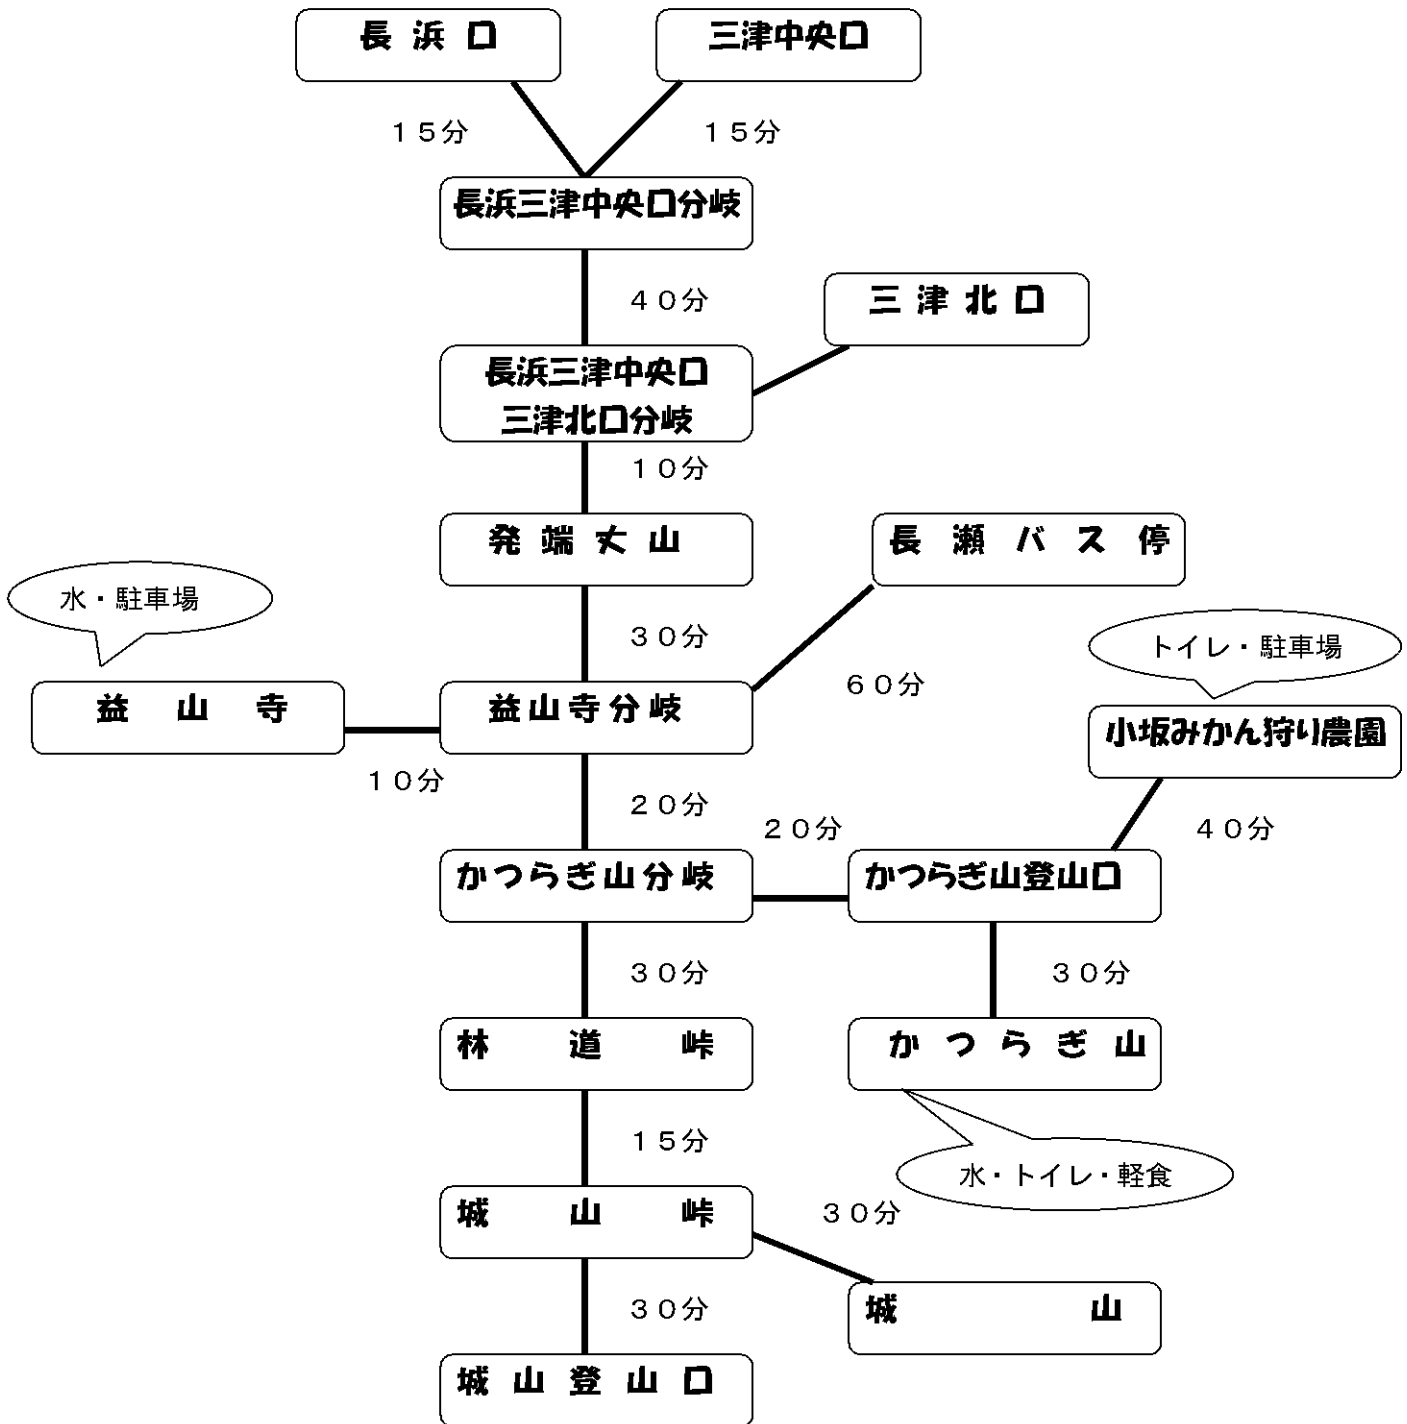 長浜口
三津中央口
15分
15分
長浜三津中央口分岐
40分
三津北口
長浜三津中央口
三津北口分岐
10分
発端丈山
長瀬バス停
水・駐車場
30分
トイレ・駐車場
60分
益山寺
益山寺分岐
小坂みかん狩り農園
10分
20分
20分
40分
かつらぎ山分岐
かつらぎ山登山口
30分
30分
林道峠
かつらぎ山
15分
水・トイレ・軽食
城山峠
30分
30分
城山
城山登山口